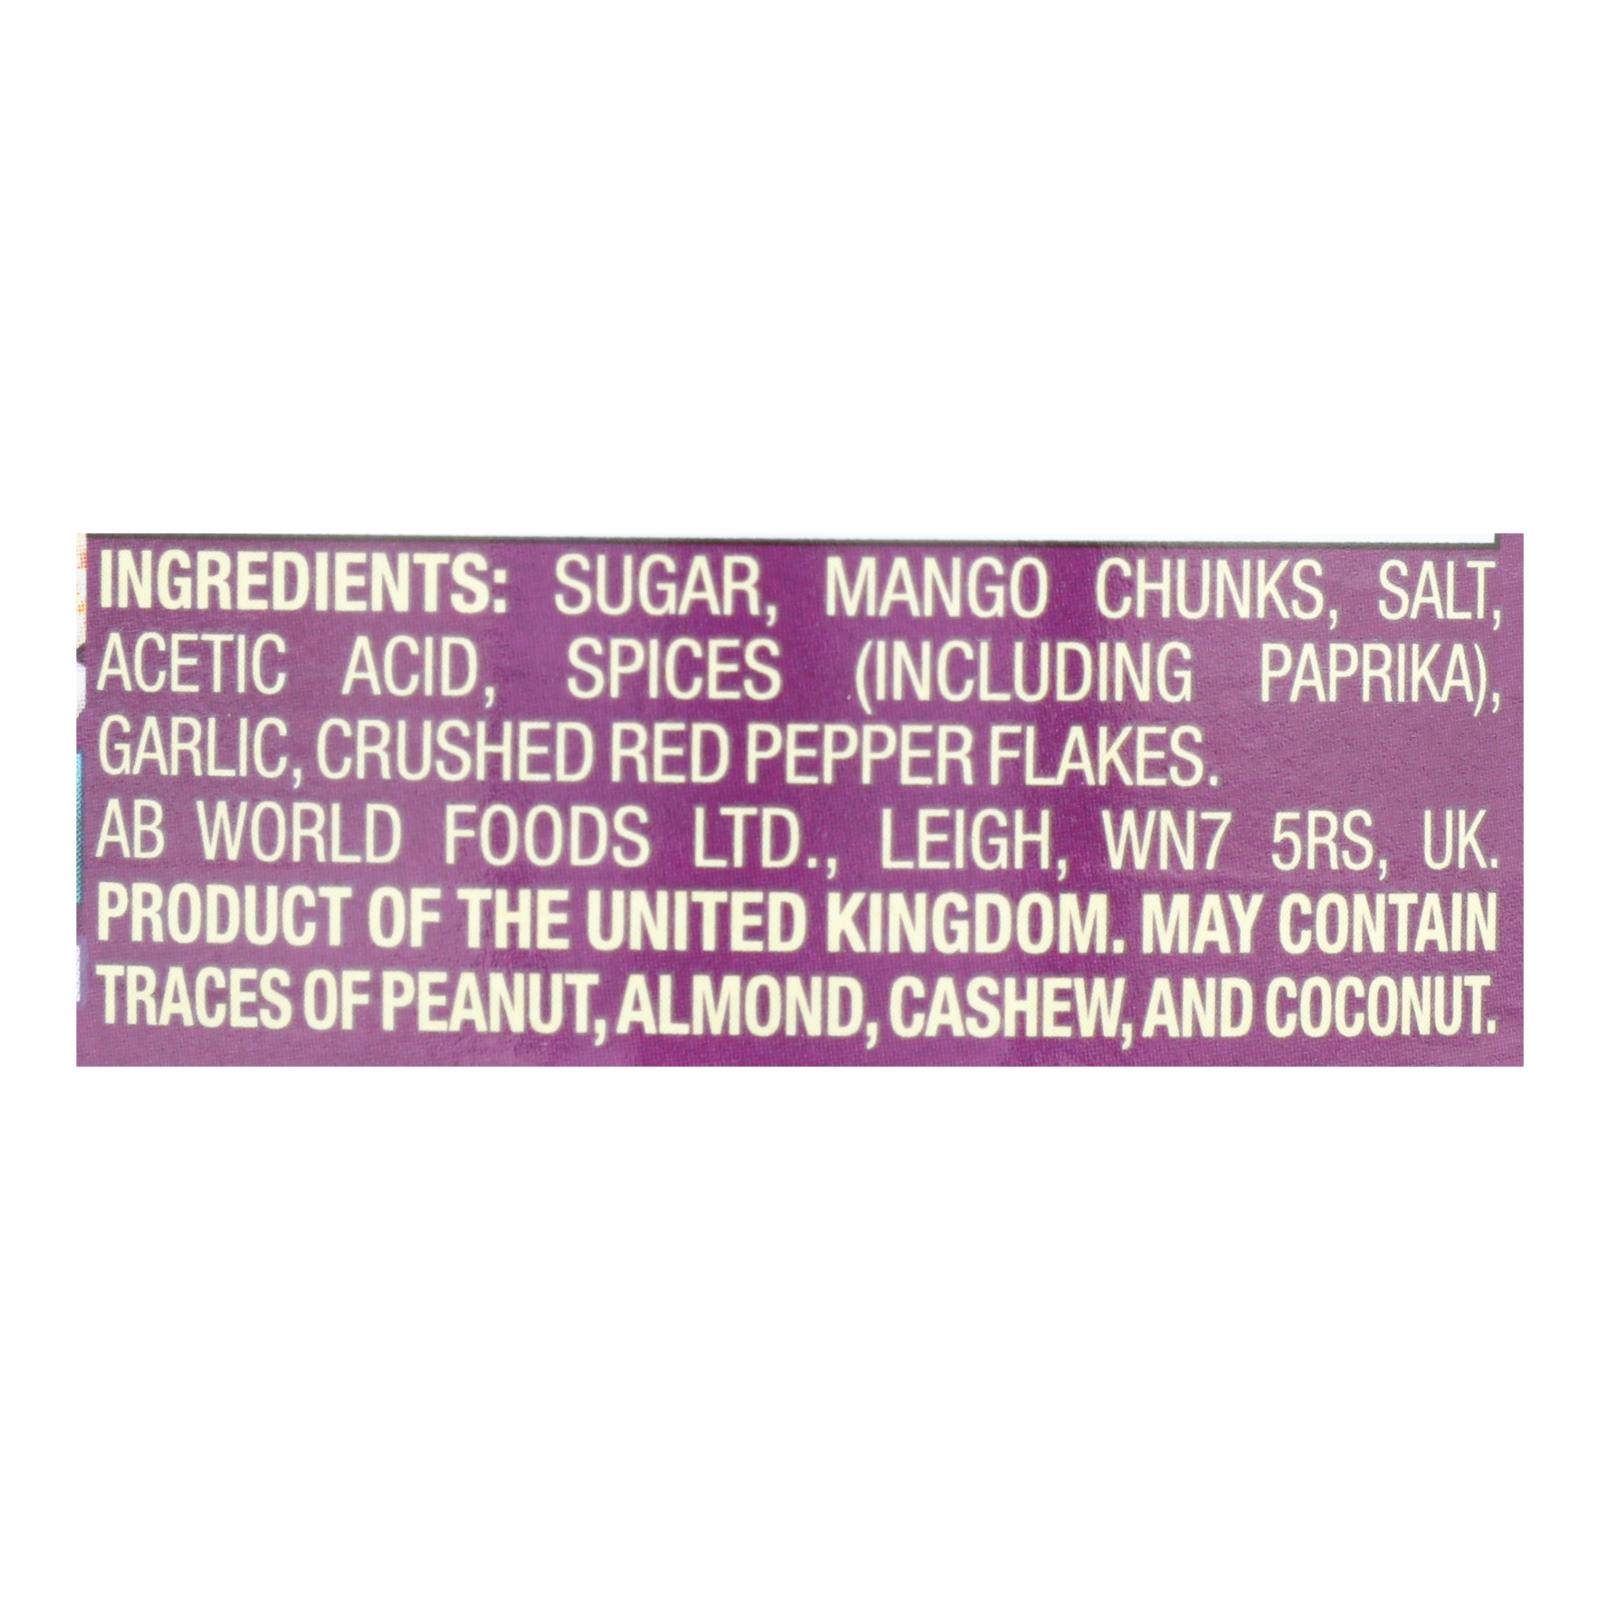 INGREDIENTS: SUGAR, MANGO CHUNKS, SALT,
ACETIC ACID, SPICES (INCLUDING PAPRIKA),
GARLIC, CRUSHED RED PEPPER FLAKES.
AB WORLD FOODS LTD., LEIGH, WN7 5RS, UK.
PRODUCT OF THE UNITED KINGDOM. MAY CONTAIN
TRACES OF PEANUT, ALMOND, CASHEW, AND COCONUT.